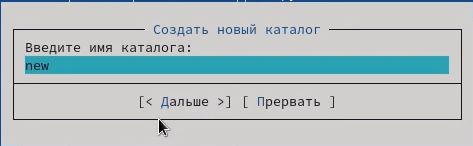 Создать новый каталог
Введите имя каталога:
new
[< Дальше >] [ Прервать ]